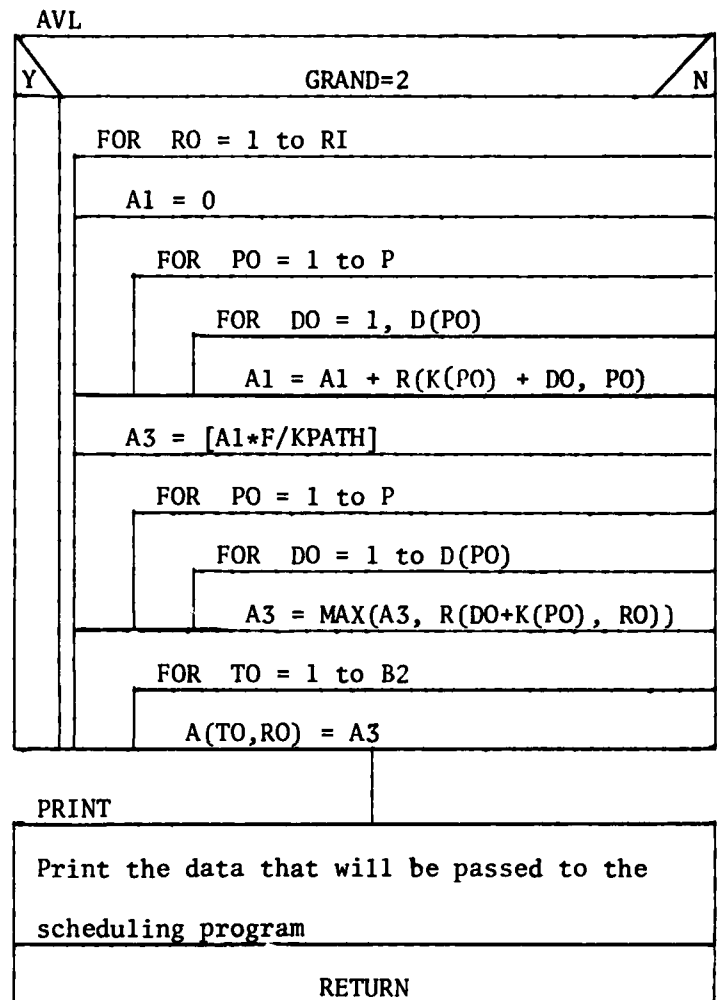 AVL
Y GRAND=2 N
FOR RO = 1 to RI
A1 = 0
FOR PO = 1 to P
FOR DO = 1, D(PO)
A1 = A1 + R(K(PO) + DO, PO)
A3 = [A1*F/KPATH]
FOR PO = 1 to P
FOR DO = 1 to D(PO)
A3 = MAX(A3, R(DO+K(PO), RO))
FOR TO = 1 to B2
A(TO,RO) = A3
PRINT
Print the data that will be passed to the
scheduling program
RETURN